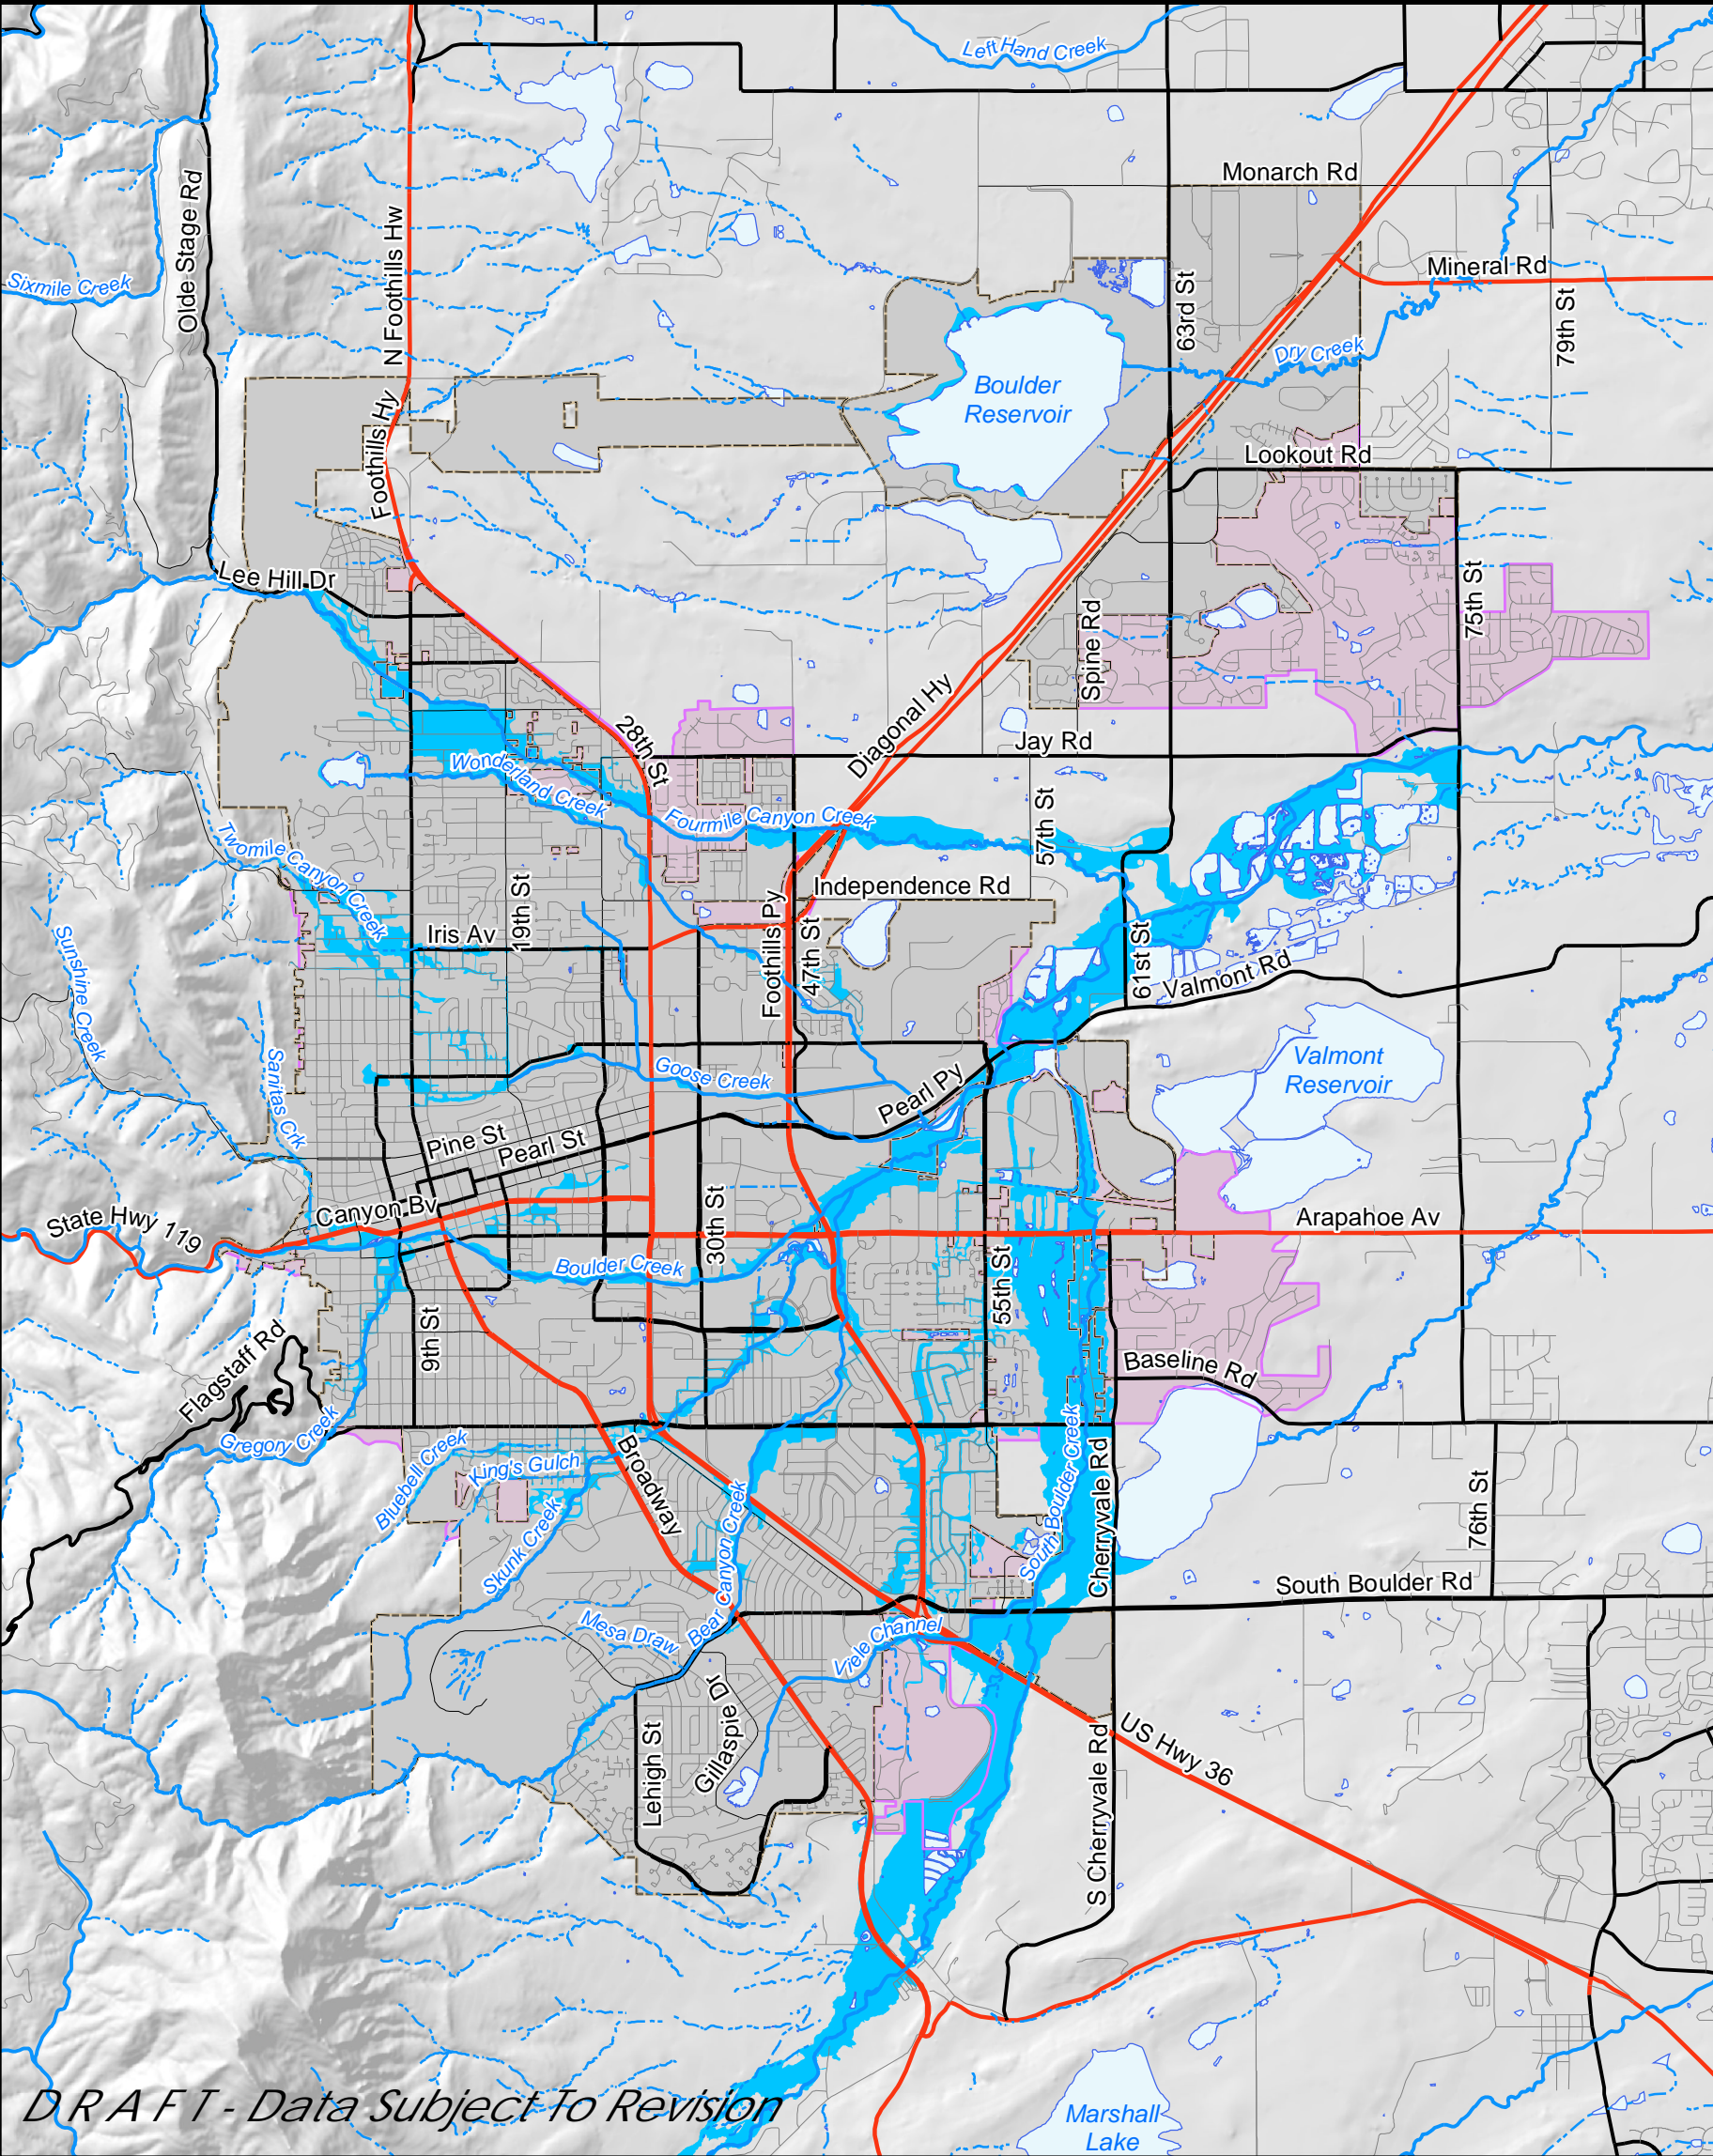 Left Hand Creek
Monarch Rd
Olde Stage Rd
N Foothills Hw
Mineral Rd
Sixmile Creek
63rd St
79th St
Dry Creek
Boulder
Reservoir
Foothills Hy
Lookout Rd
Lee Hill Dr
75th St
Spine Rd
Diagonal Hy
28th St
Jay Rd
Wonderland Creek
Fourmile Canyon Creek
57th St
Twomile Canyon Creek
Independence Rd
19th St
Iris Av
Foothills Py
47th St
61st St
Valmont Rd
Sunshine Creek
Sanitas Crk
Goose Creek
Valmont
Reservoir
Pearl Py
Pine St
Pearl St
Canyon Bv
State Hwy 119
30th St
Arapahoe Av
Boulder Creek
55th St
9th St
Flagstaff Rd
Baseline Rd
Gregory Creek
Bluebell Creek
King's Gulch
Broadway
Skunk Creek
Bear Canyon Creek
South Boulder Creek
Cherryvale Rd
76th St
South Boulder Rd
Mesa Draw
Viele Channel
Gillaspie Dr
Lehigh St
S Cherryvale Rd
US Hwy 36
DRAFT - Data Subject To Revision
Marshall
Lake